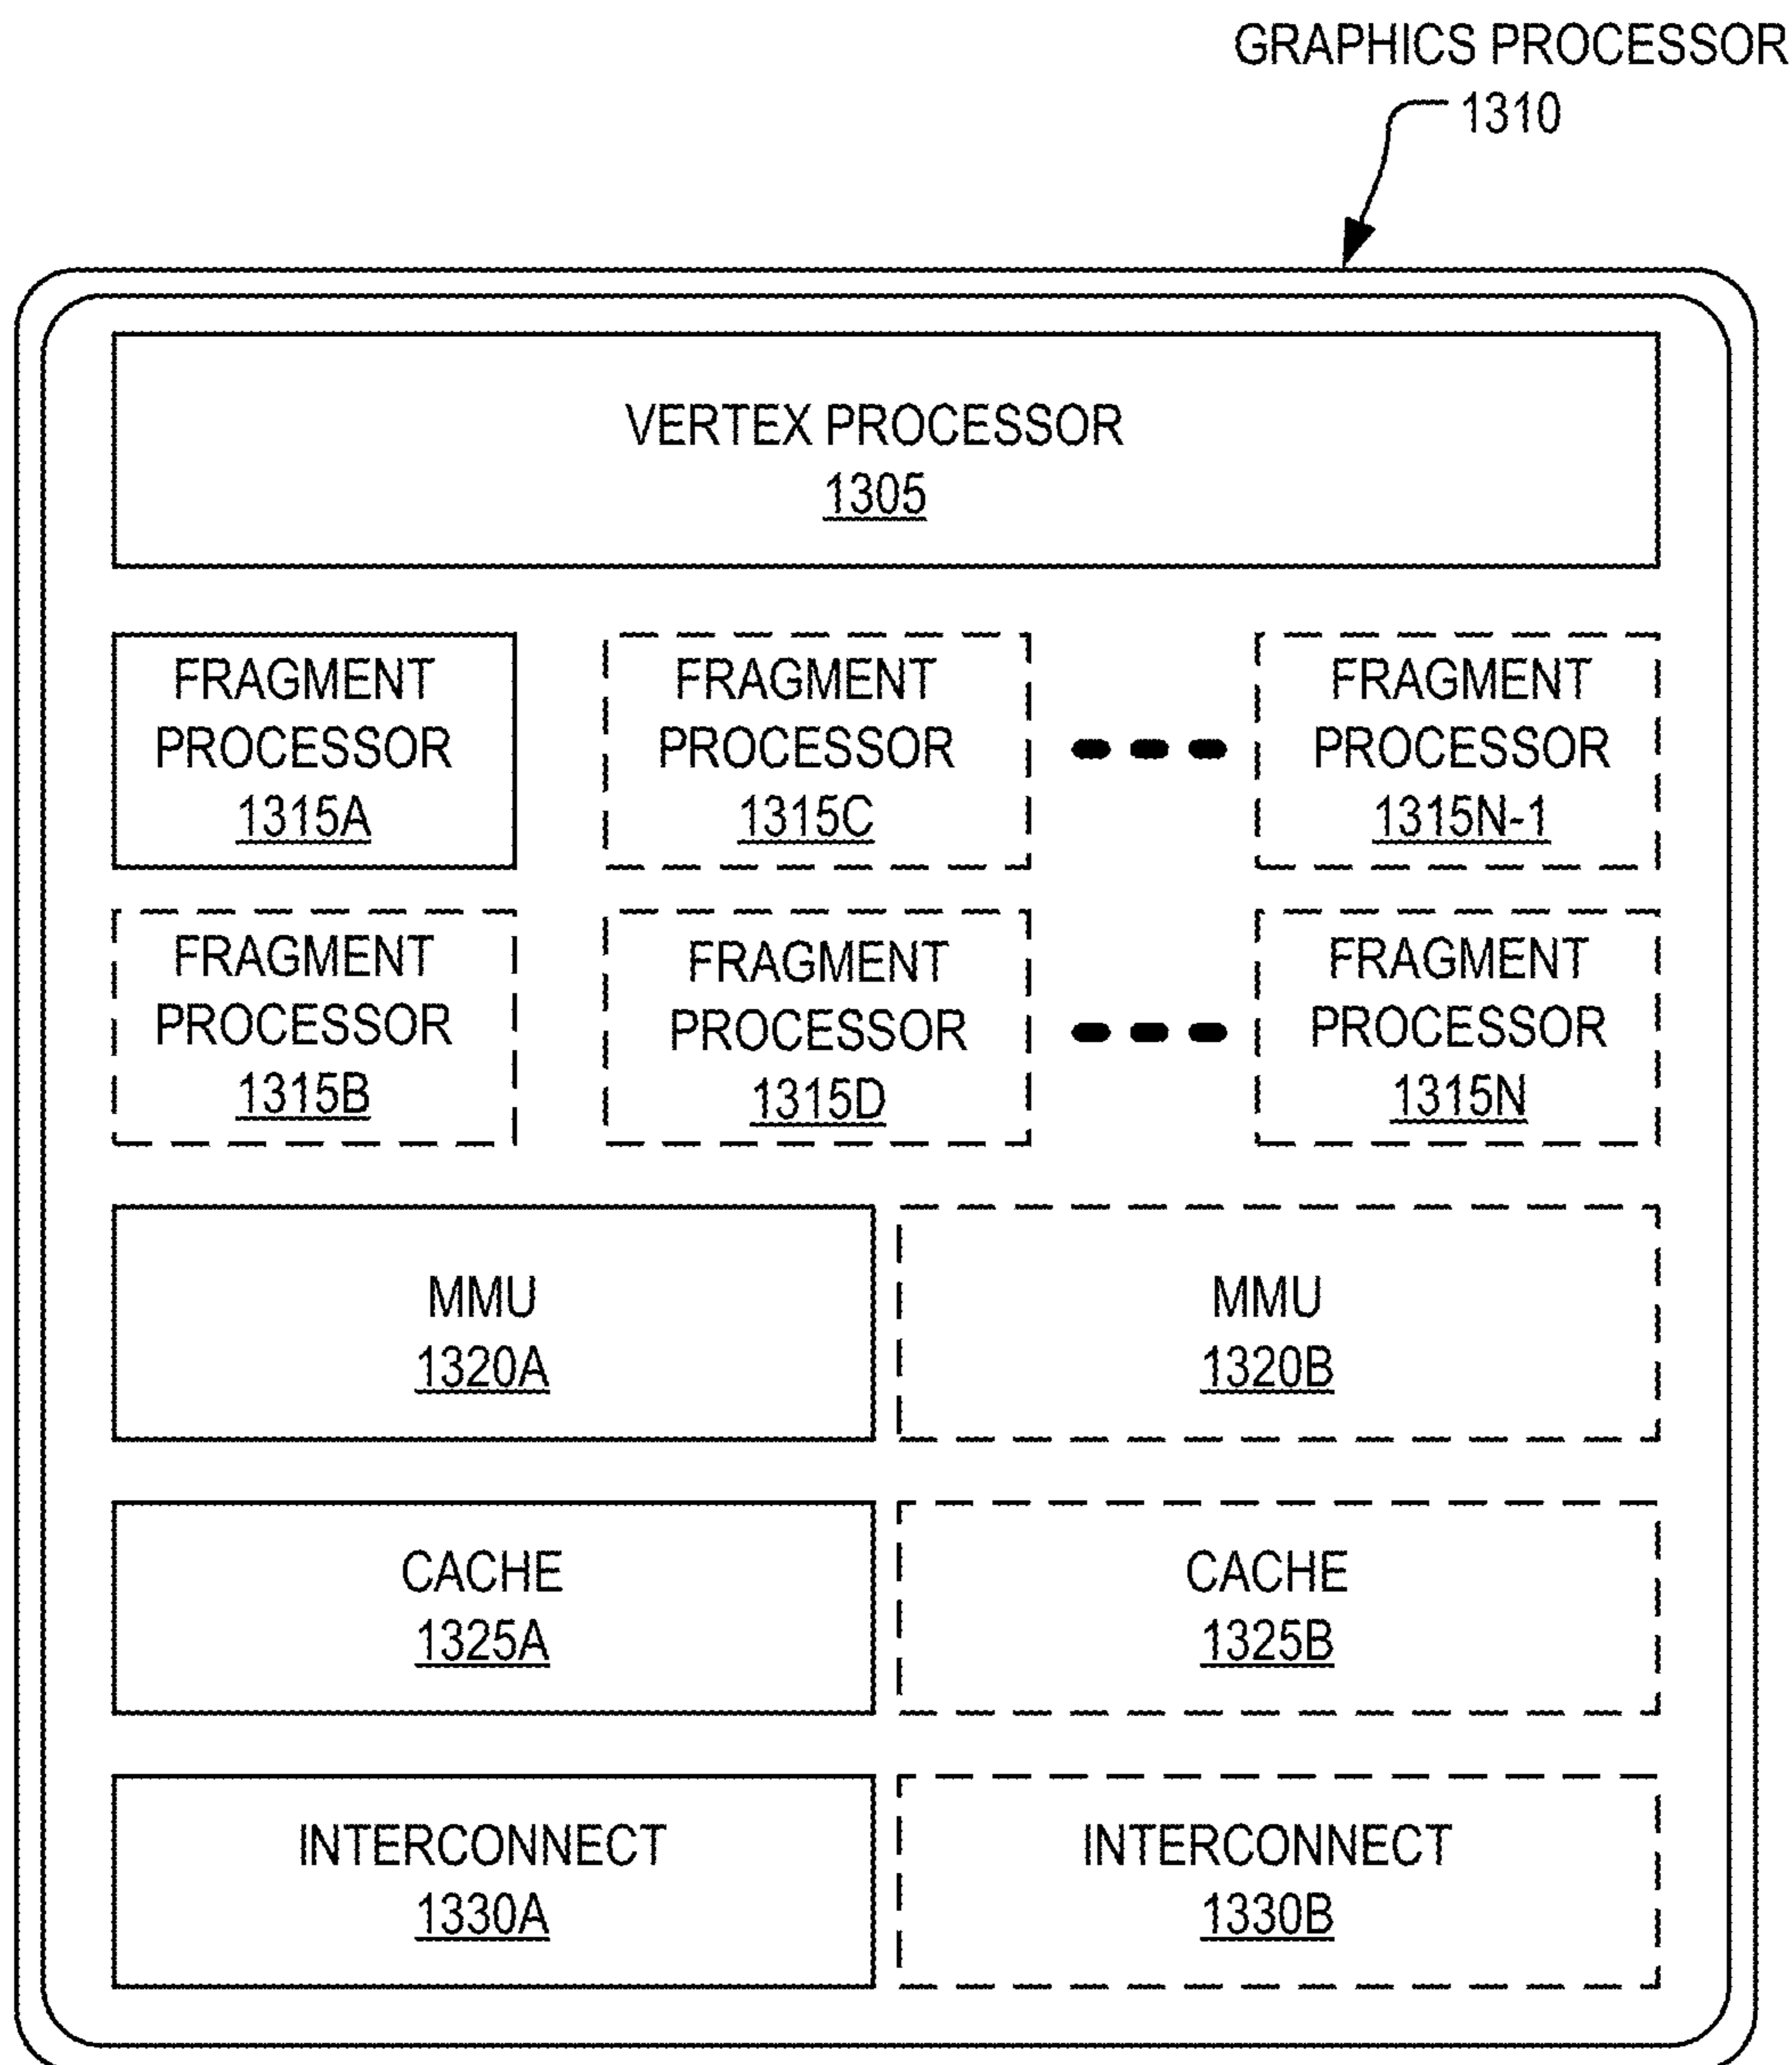 GRAPHICS PROCESSOR
1310
VERTEX PROCESSOR
1305
FRAGMENT
PROCESSOR
1315A
FRAGMENT
PROCESSOR
1315C
FRAGMENT
PROCESSOR
1315N-1
FRAGMENT
PROCESSOR
1315B
FRAGMENT
PROCESSOR
1315D
FRAGMENT
PROCESSOR
1315N
MMU
1320A
MMU
1320B
CACHE
1325A
CACHE
1325B
INTERCONNECT
1330A
INTERCONNECT
1330B